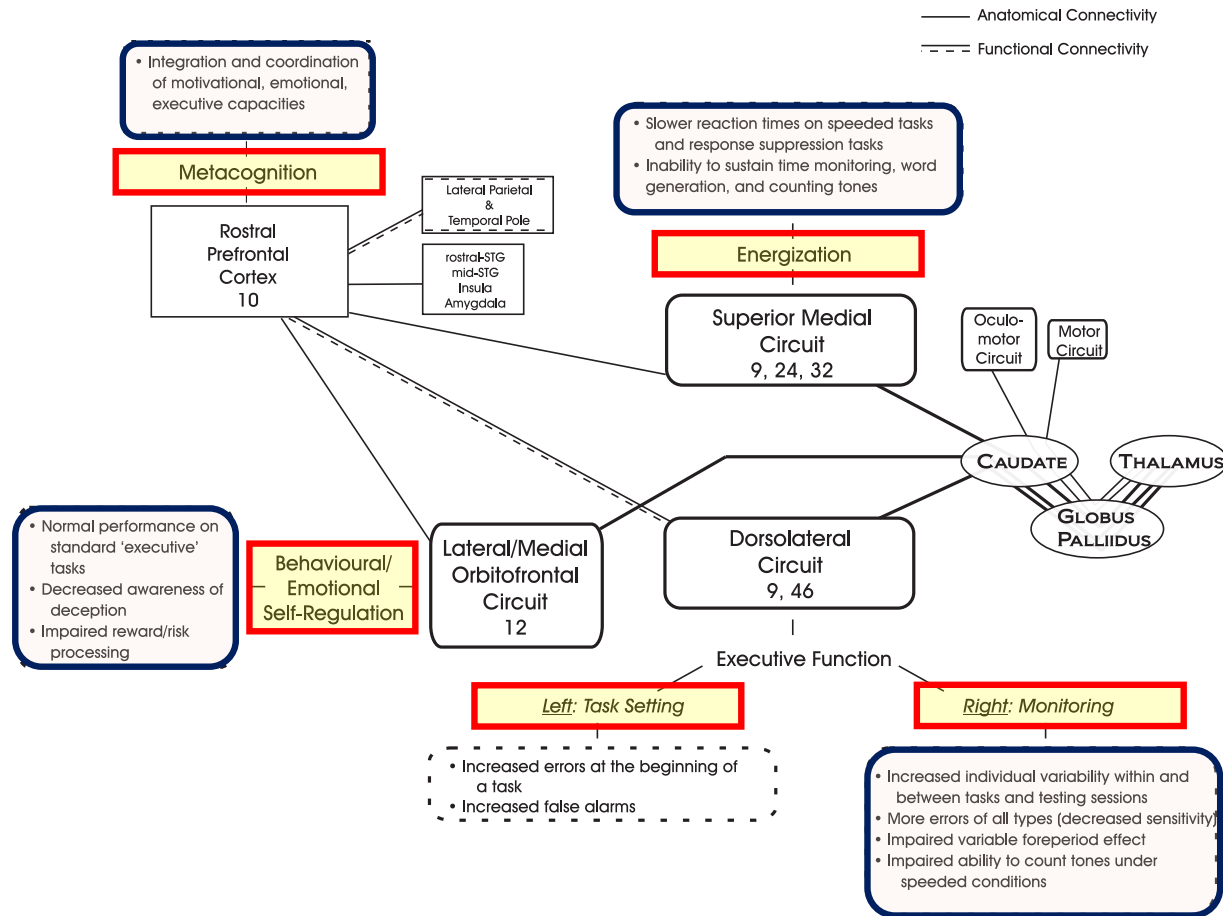 Anatomical Connectivity
Functional Connectivity
• Integration and coordination
of motivational, emotional,
executive capacities
Metacognition
Rostral
Prefrontal
Cortex
10
Lateral Parietal
&
Temporal Pole
rostral-STG
mid-STG
Insula
Amygdala
• Slower reaction times on speeded tasks
and response suppression tasks
• Inability to sustain time monitoring, word
generation, and counting tones
Energization
Superior Medial
Circuit
9, 24, 32
Oculo-
motor
Circuit
Motor
Circuit
CAUDATE
THALAMUS
GLOBUS
PALLIIDUS
• Normal performance on
standard ‘executive’
tasks
• Decreased awareness of
deception
• Impaired reward/risk
processing
Behavioural/
Emotional
Self-Regulation
Lateral/Medial
Orbitofrontal
Circuit
12
Dorsolateral
Circuit
9, 46
Executive Function
Left: Task Setting
• Increased errors at the beginning of
a task
• Increased false alarms
Right: Monitoring
• Increased individual variability within and
between tasks and testing sessions
• More errors of all types (decreased sensitivity)
• Impaired variable foreperiod effect
• Impaired ability to count tones under
speeded conditions